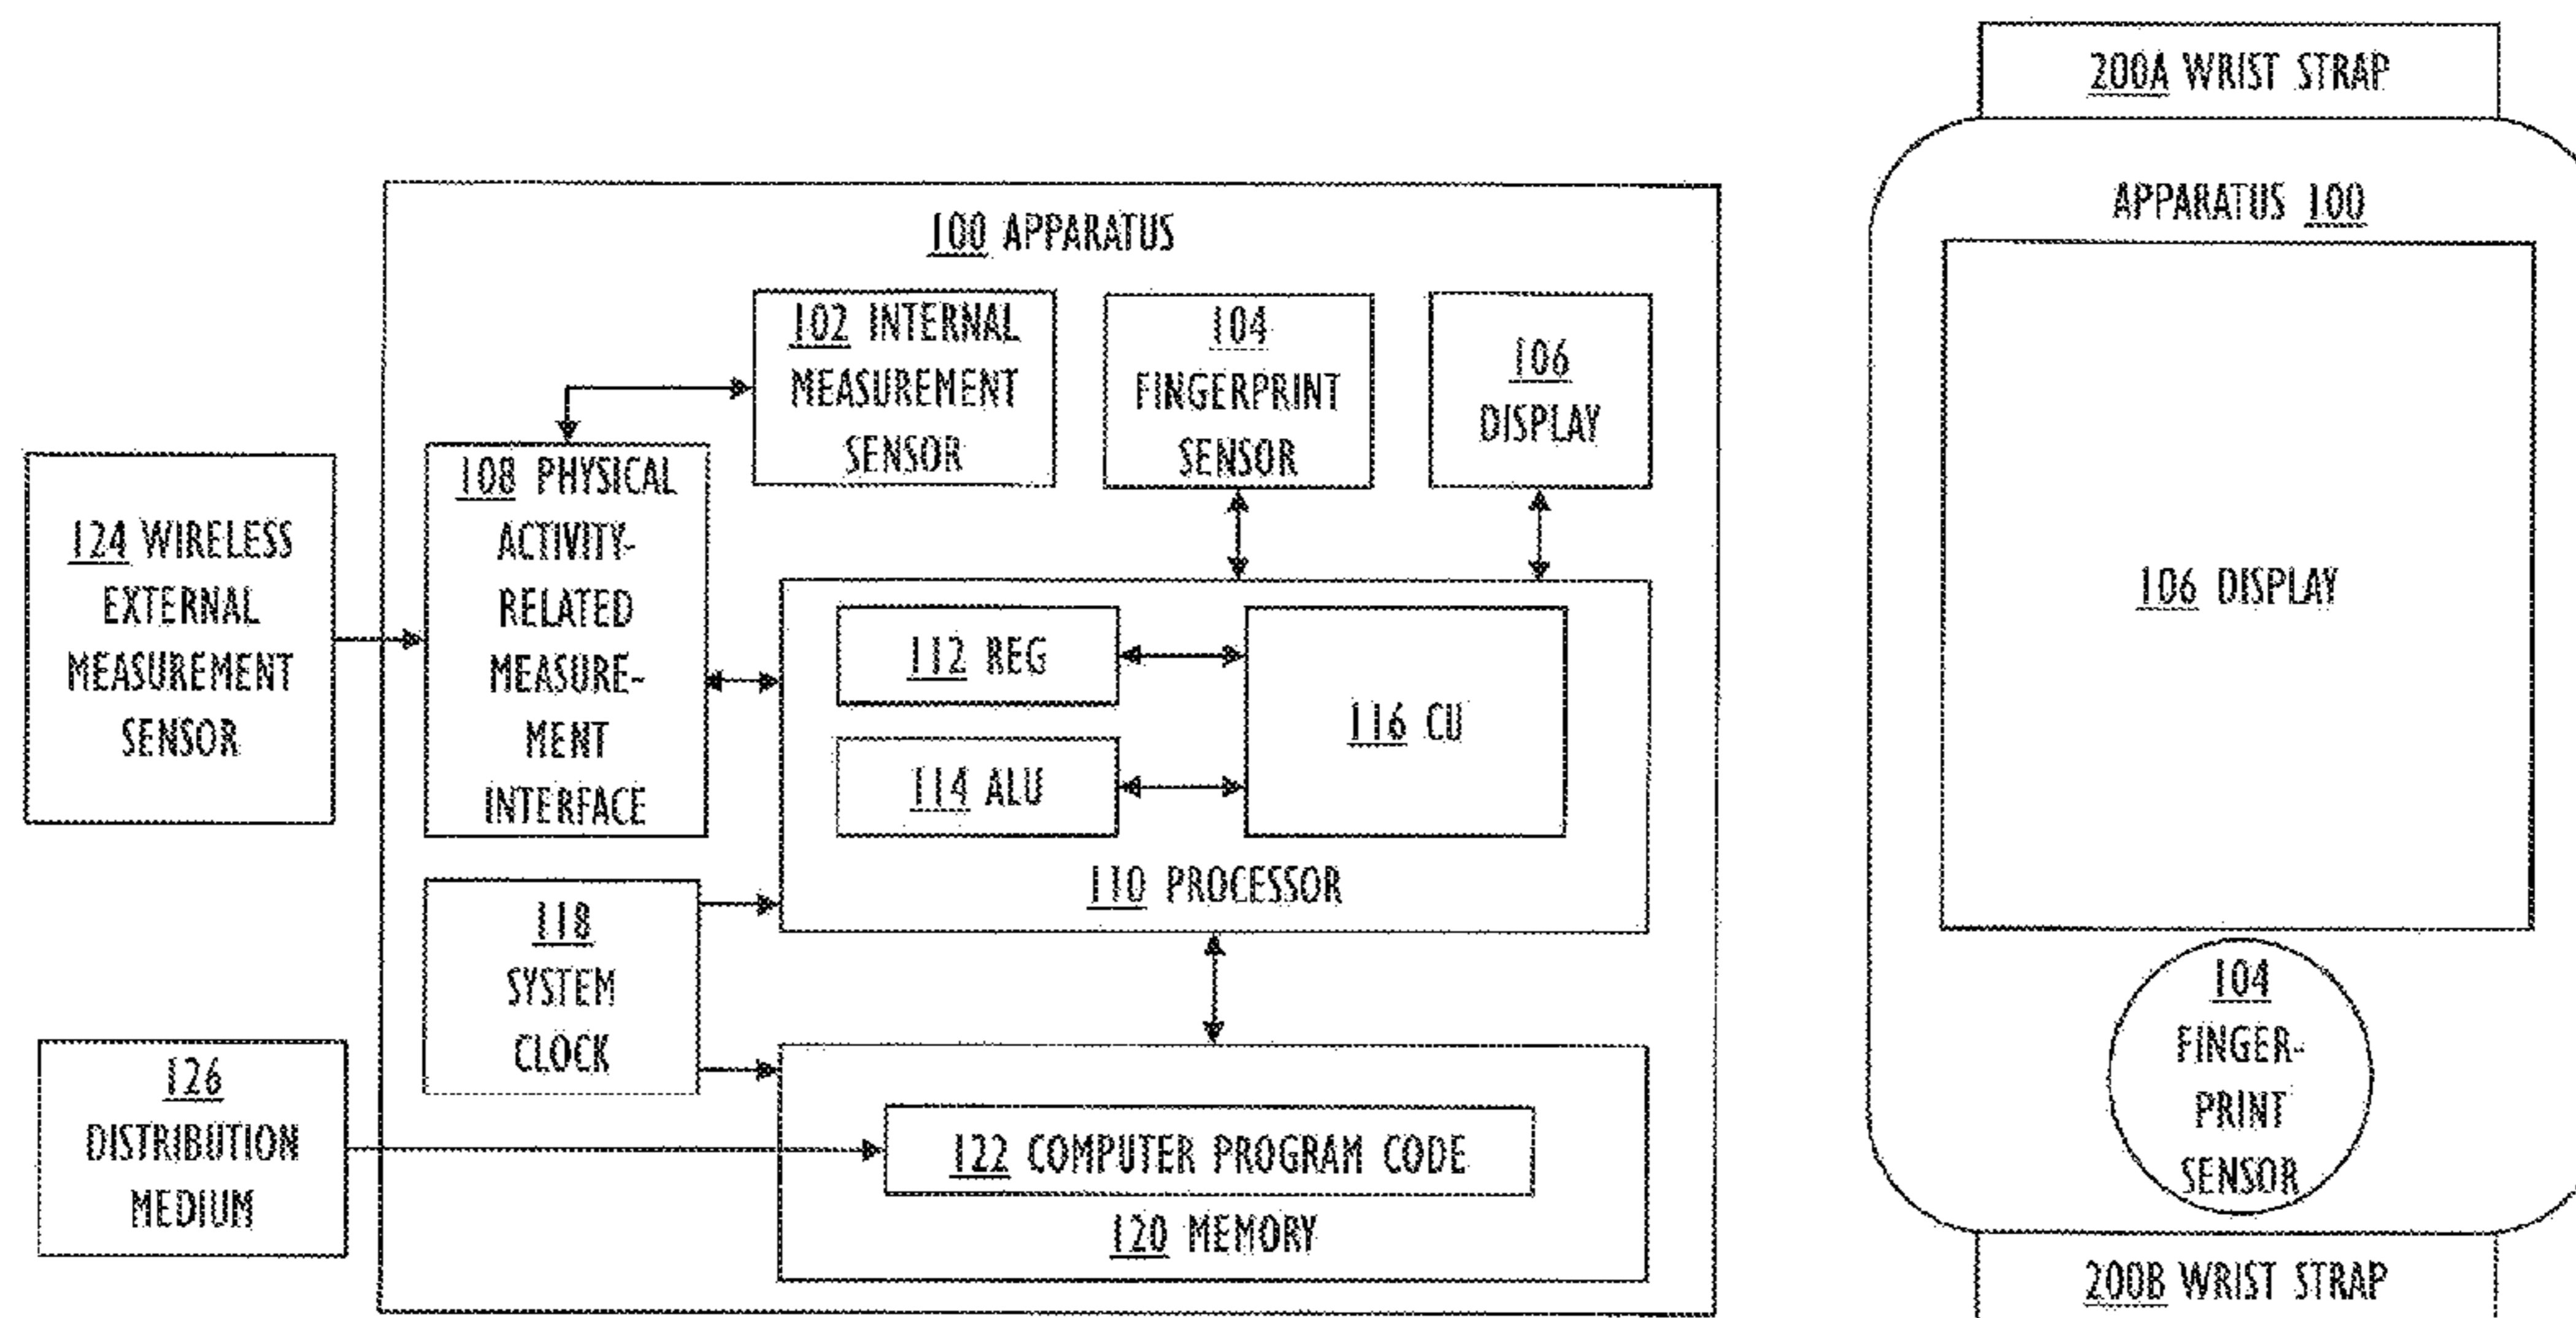 100 APPARATUS
102 INTERNAL
MEASUREMENT
SENSOR
104
FINGERPRINT
SENSOR
106
DISPLAY
108 PHYSICAL
ACTIVITY-
RELATED
MEASURE-
MENT
INTERFACE
124 WIRELESS
EXTERNAL
MEASUREMENT
SENSOR
112 REG
114 ALU
116 CU
110 PROCESSOR
118
SYSTEM
CLOCK
126
DISTRIBUTION
MEDIUM
122 COMPUTER PROGRAM CODE
120 MEMORY
200A WRIST STRAP
APPARATUS 100
106 DISPLAY
104
FINGER-
PRINT
SENSOR
200B WRIST STRAP